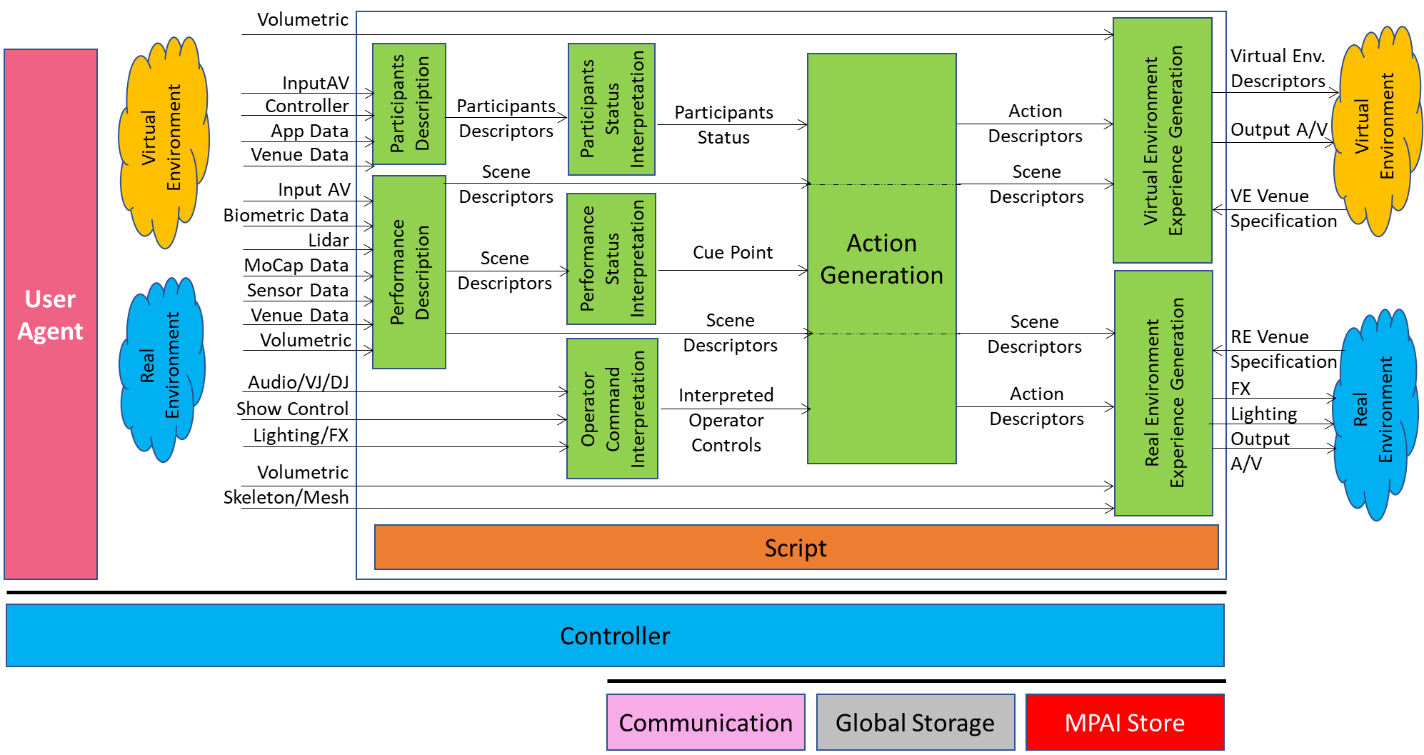 User
Agent
Virtual
Environment
Real
Environment
Volumetric
InputAV
Controller
App Data
Venue Data
Input AV
Biometric Data
Lidar
MoCap Data
Sensor Data
Venue Data
Volumetric
Audio/VJ/DJ
Show Control
Lighting/FX
Volumetric
Skeleton/Mesh
Participants
Description
Performance
Description
Participants
Descriptors
Scene
Descriptors
Scene
Descriptors
Participants
Status
Interpretation
Performance
Status
Interpretation
Operator
Command
Interpretation
Participants
Status
Cue Point
Scene
Descriptors
Interpreted
Operator
Controls
Action
Generation
Action
Descriptors
Scene
Descriptors
Scene
Descriptors
Action
Descriptors
Virtual Environment
Experience Generation
Real Environment
Experience Generation
Virtual Env.
Descriptors
Output A/V
VE Venue
Specification
RE Venue
Specification
FX
Lighting
Output
A/V
Virtual
Environment
Real
Environment
Script
Controller
Communication
Global Storage
MPAI Store